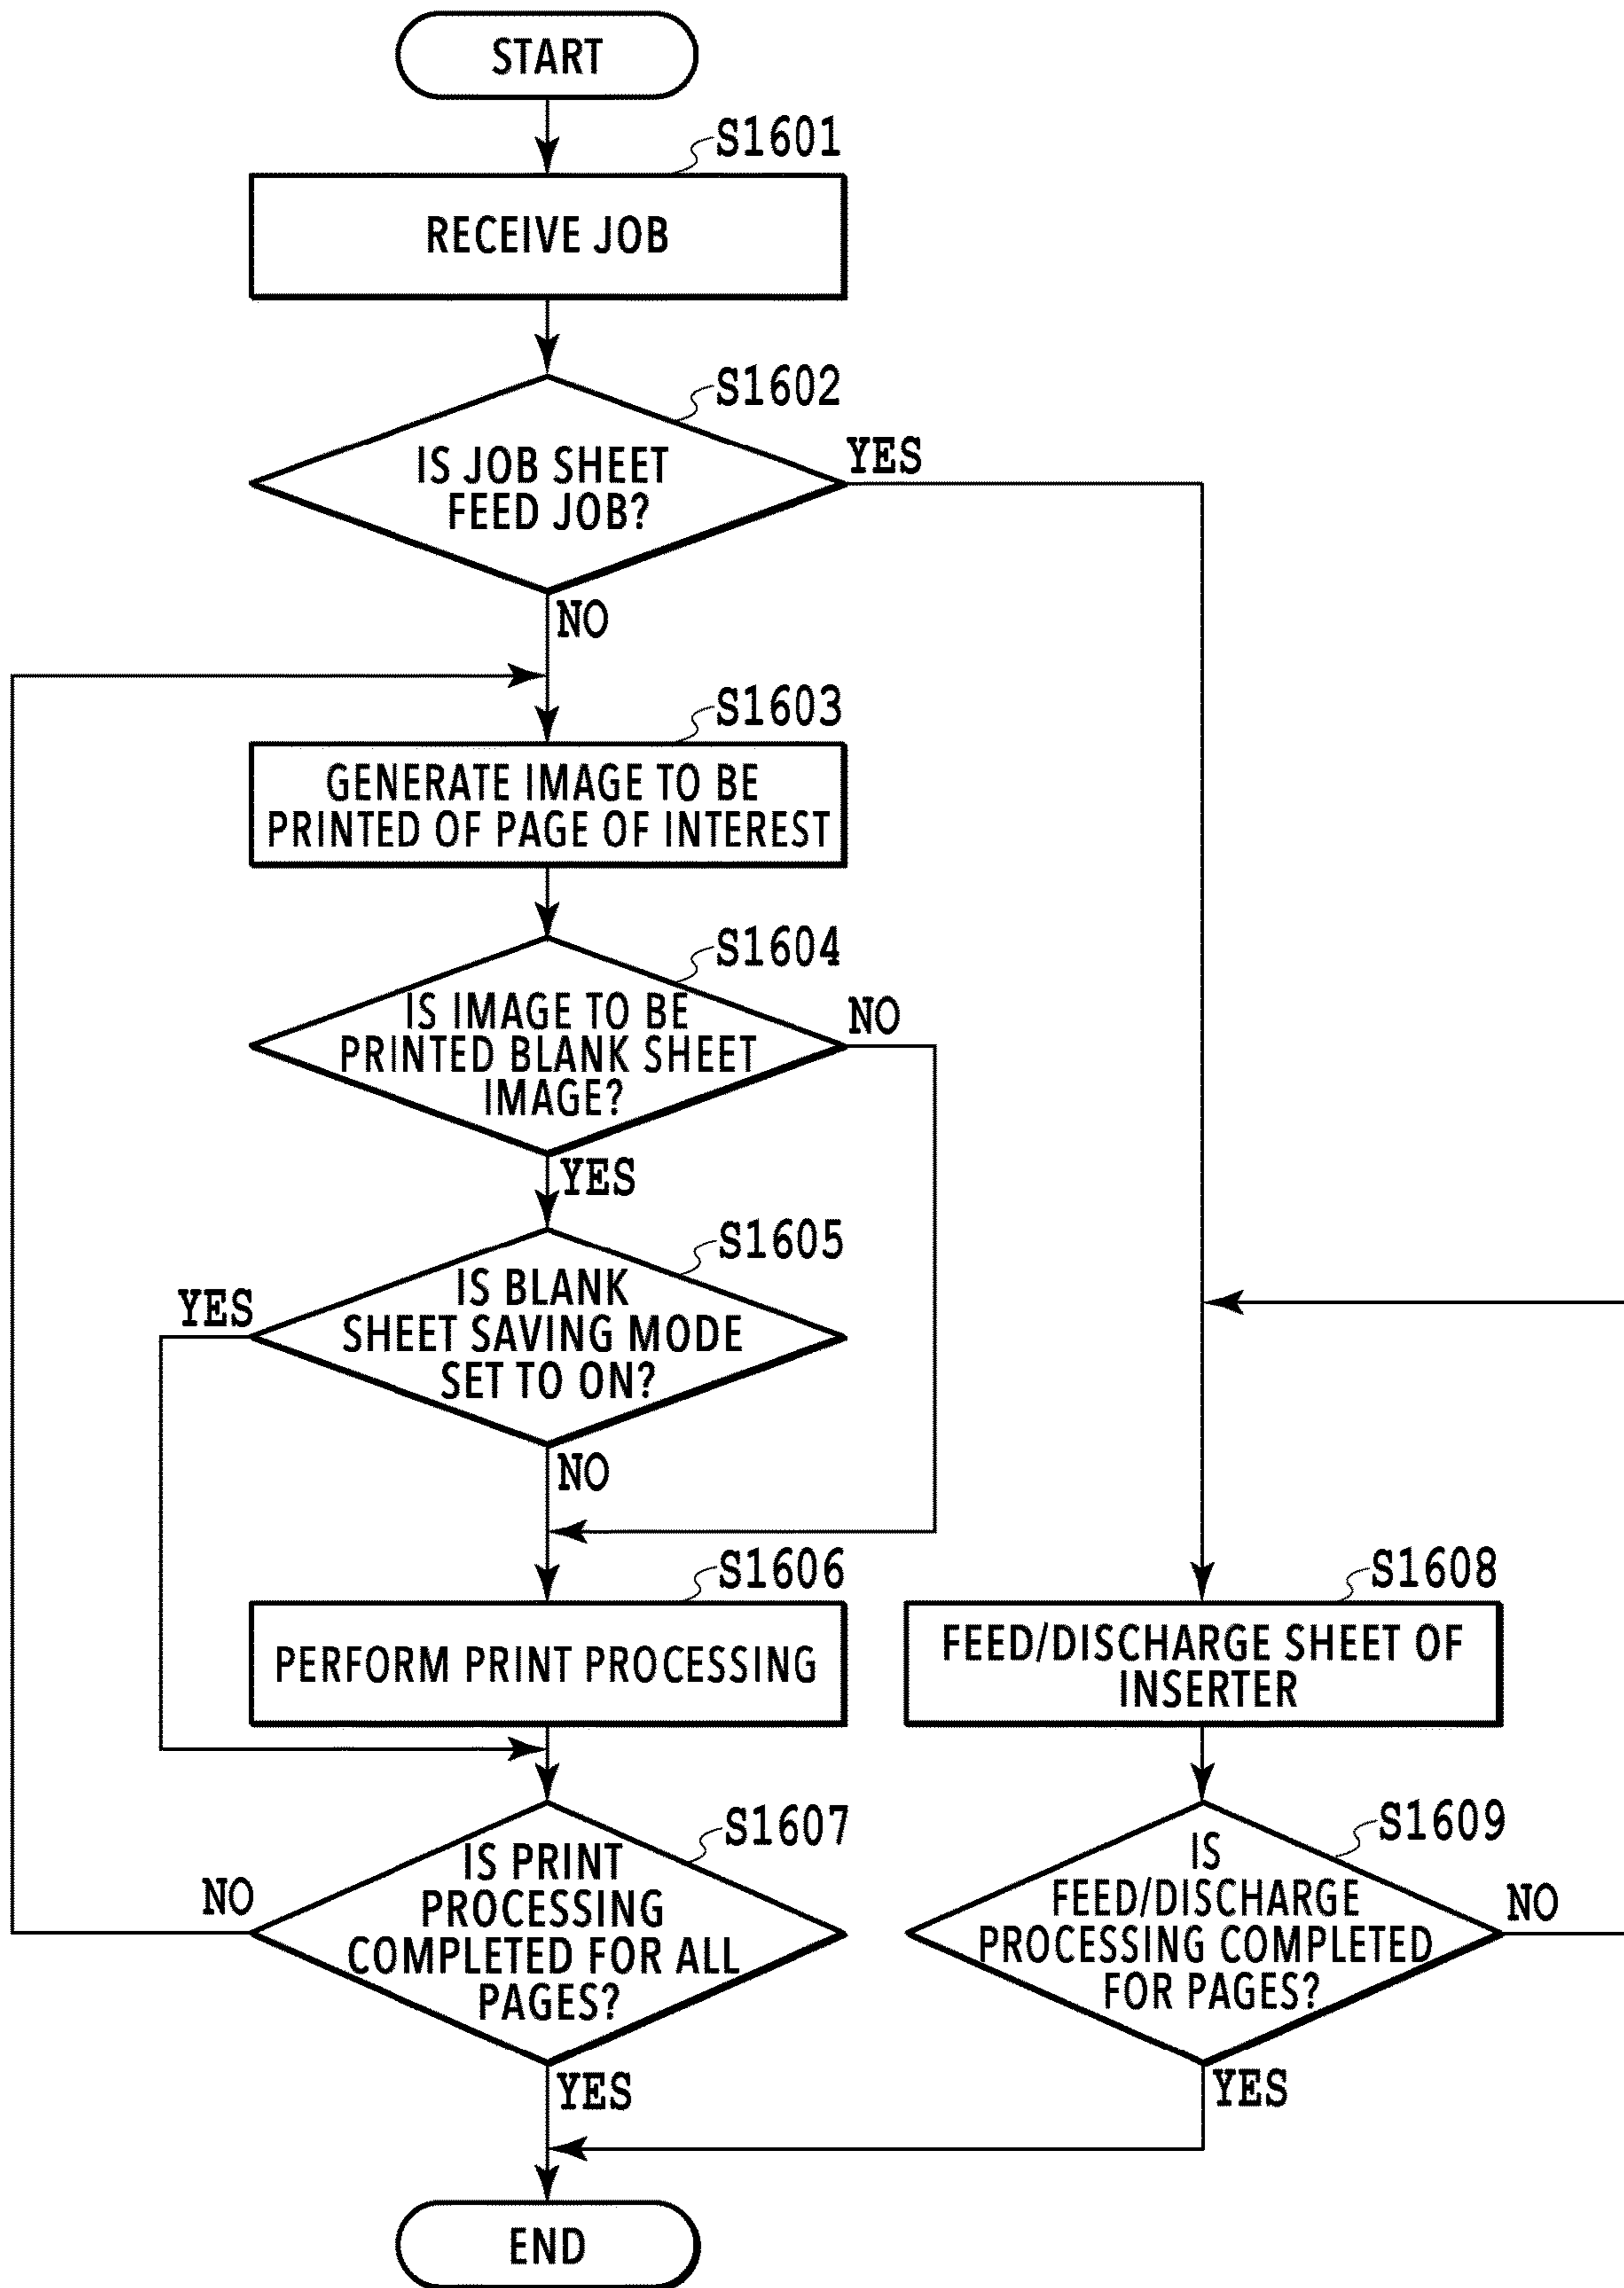 START
S1601
RECEIVE JOB
S1602
IS JOB SHEET
FEED JOB?
YES
NO
S1603
GENERATE IMAGE TO BE
PRINTED OF PAGE OF INTEREST
S1604
IS IMAGE TO BE
PRINTED BLANK SHEET
IMAGE?
NO
YES
S1605
IS BLANK
SHEET SAVING MODE
SET TO ON?
YES
NO
S1606
PERFORM PRINT PROCESSING
S1608
FEED/DISCHARGE SHEET OF
INSERTER
S1607
IS PRINT
PROCESSING
COMPLETED FOR ALL
PAGES?
NO
YES
S1609
IS
FEED/DISCHARGE
PROCESSING COMPLETED
FOR PAGES?
NO
YES
END